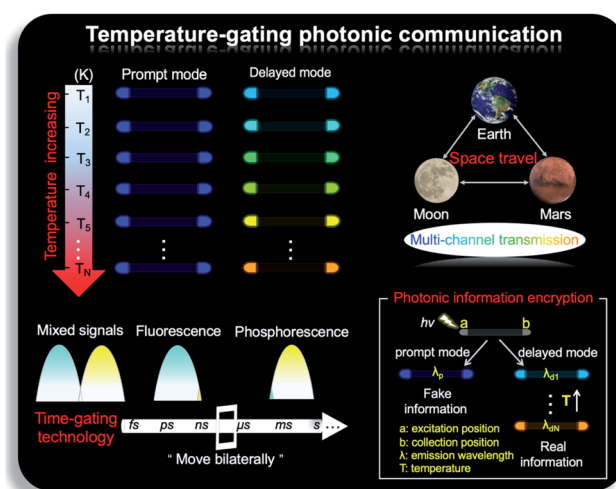 Temperature-gating photonic communication
(K)
Prompt mode
Delayed mode
Temperature increasing
T1
T2
T3
T4
T5
TN
Earth
Space travel
Moon
Mars
Multi-channel transmission
Mixed signals
Fluorescence
Phosphorescence
Time-gating
technology
fs ps ns μs ms s ...
" Move bilaterally "
Photonic information encryption
hv
a
b
prompt mode
delayed mode
λp
λd1
Fake
information
T
λdN
Real
information
a: excitation position
b: collection position
λ: emission wavelength
T: temperature